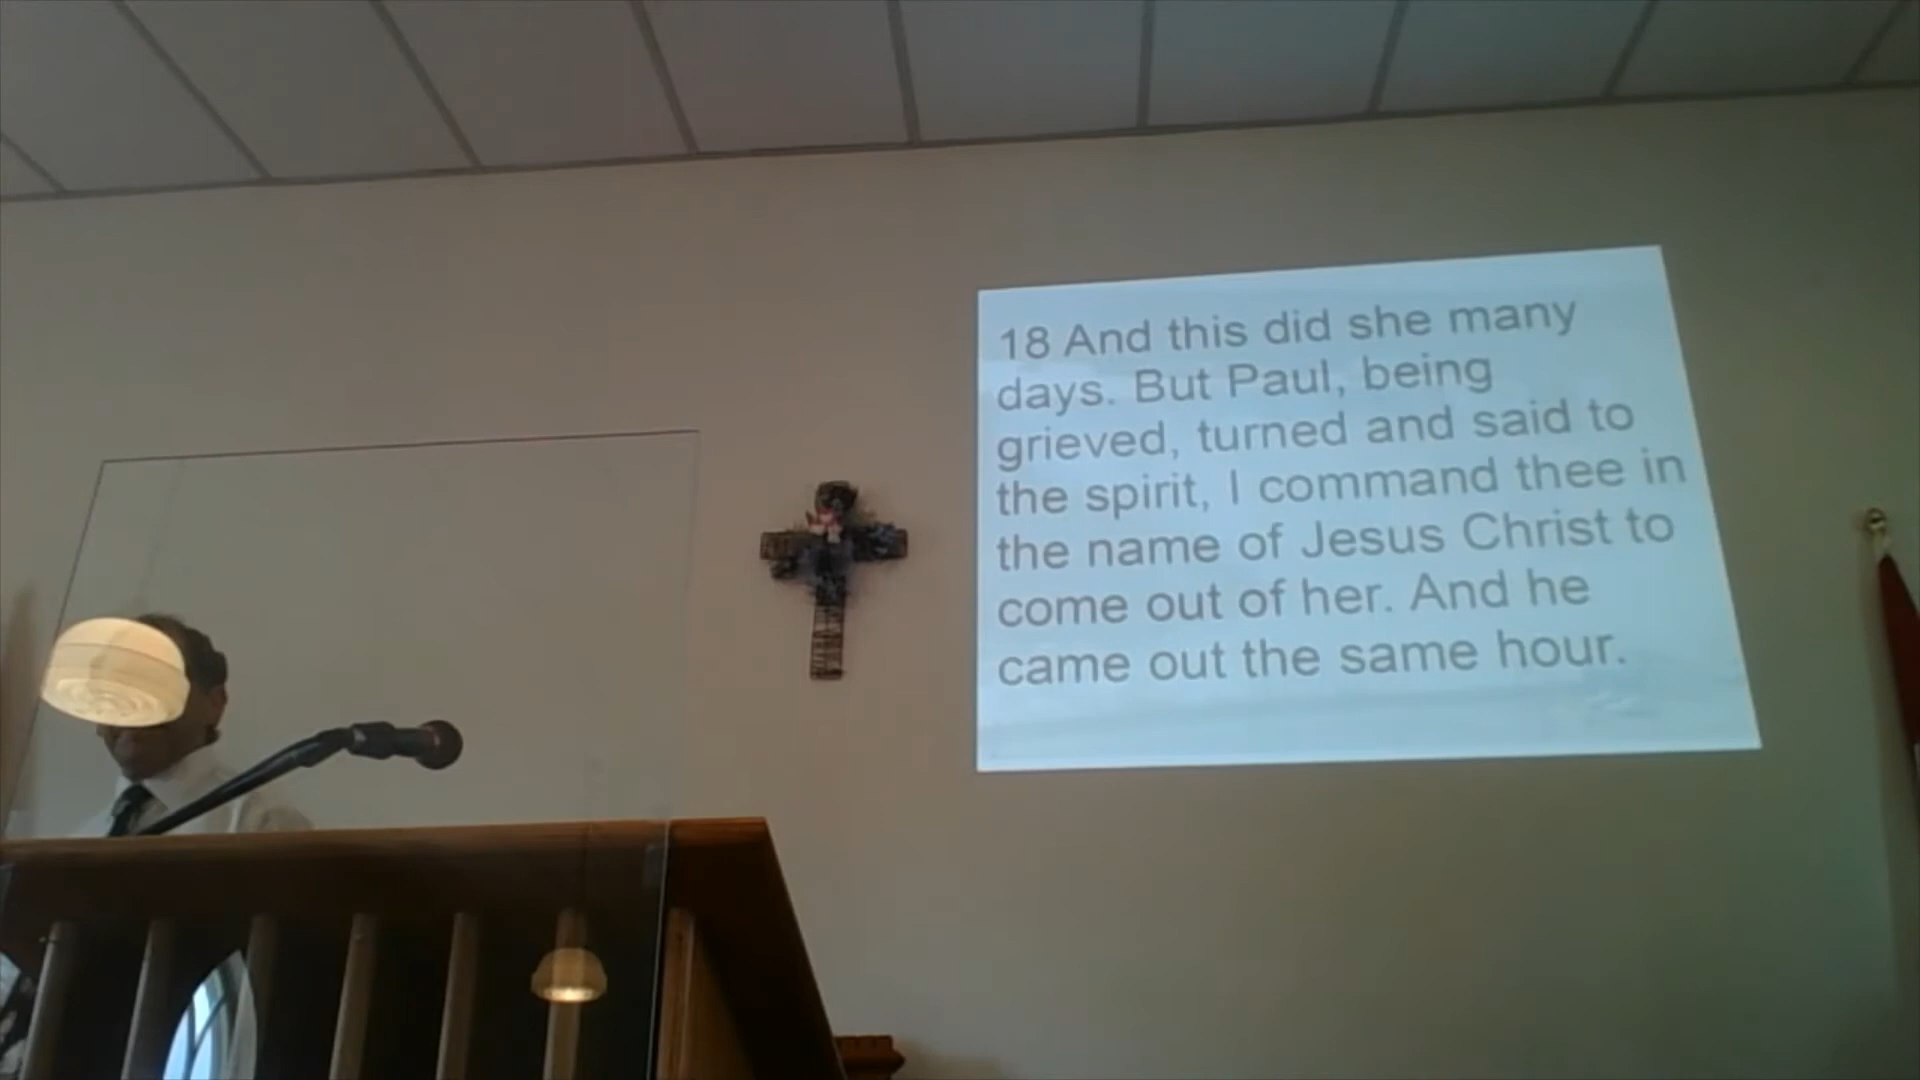 18 And this did she many
days. But Paul, being
grieved, turned and said to
the spirit, I command thee in
the name of Jesus Christ to
come out of her. And he
came out the same hour.